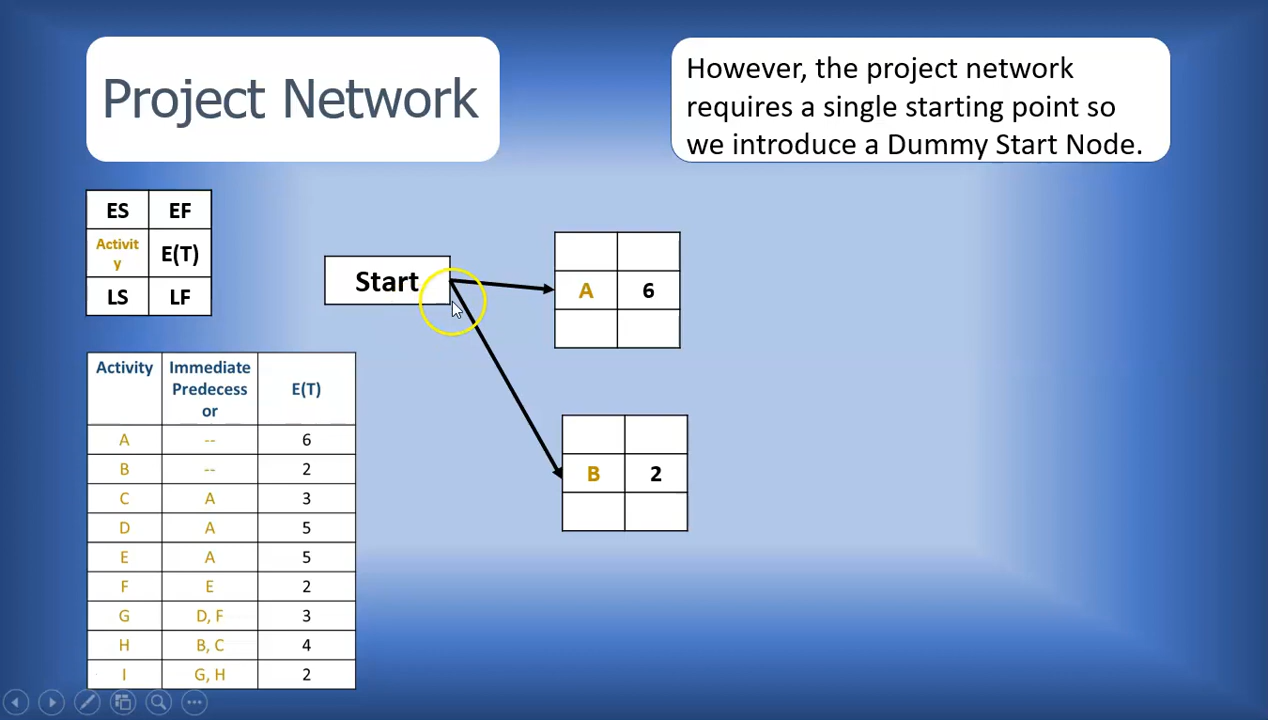 Project Network
However, the project network
requires a single starting point so
we introduce a Dummy Start Node.
ES EF
Activit
y
E(T)
LS LF
Start
A 6
B 2
Activity Immediate
Predecess
or
E(T)
A -- 6
B -- 2
C A 3
D A 5
E A 5
F E 2
G D, F 3
H B, C 4
I G, H 2